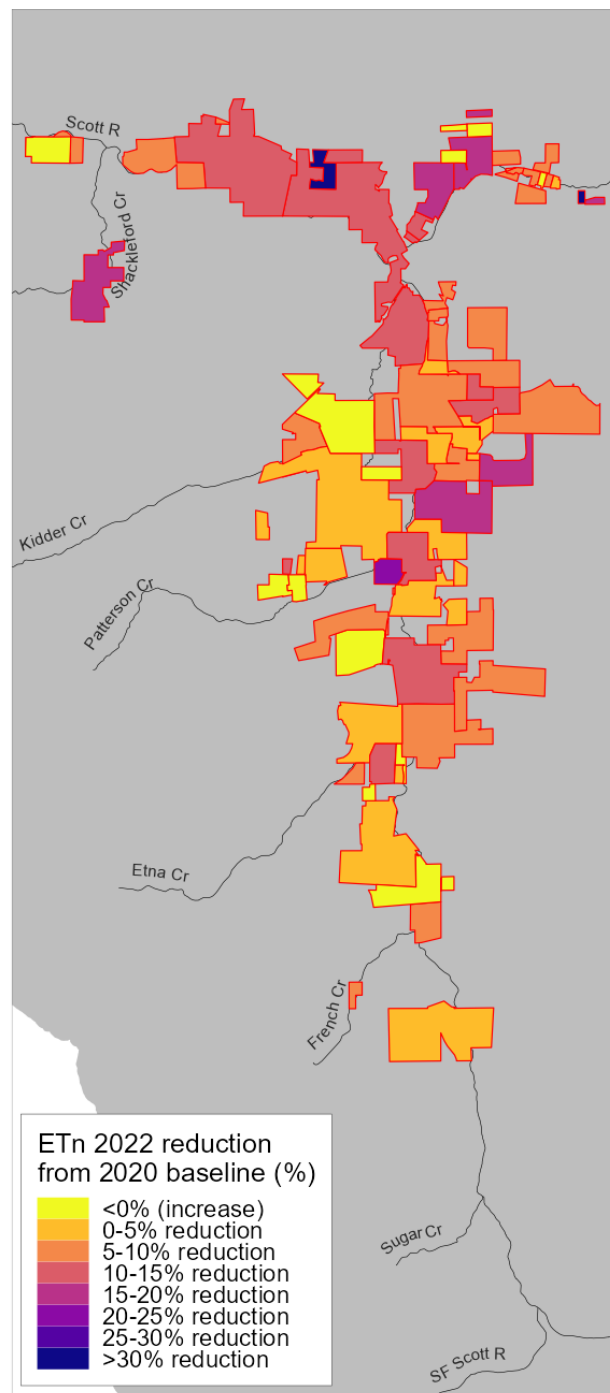 Scott R
Shackleford Cr
Kidder Cr
Patterson Cr
Etna Cr
French Cr
Sugar Cr
SF Scott R
ETn 2022 reduction
from 2020 baseline (%)
<0% (increase)
0-5% reduction
5-10% reduction
10-15% reduction
15-20% reduction
20-25% reduction
25-30% reduction
>30% reduction